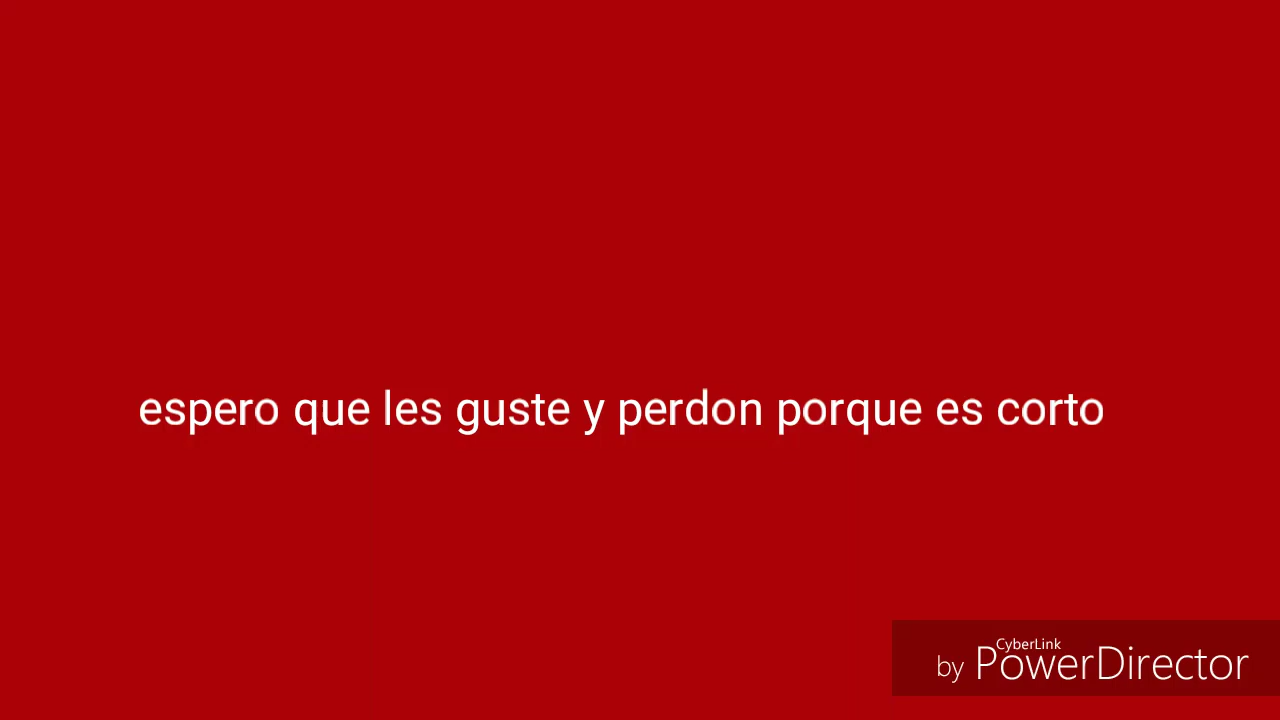 espero que les guste y perdon porque es corto
CyberLink
by PowerDirector